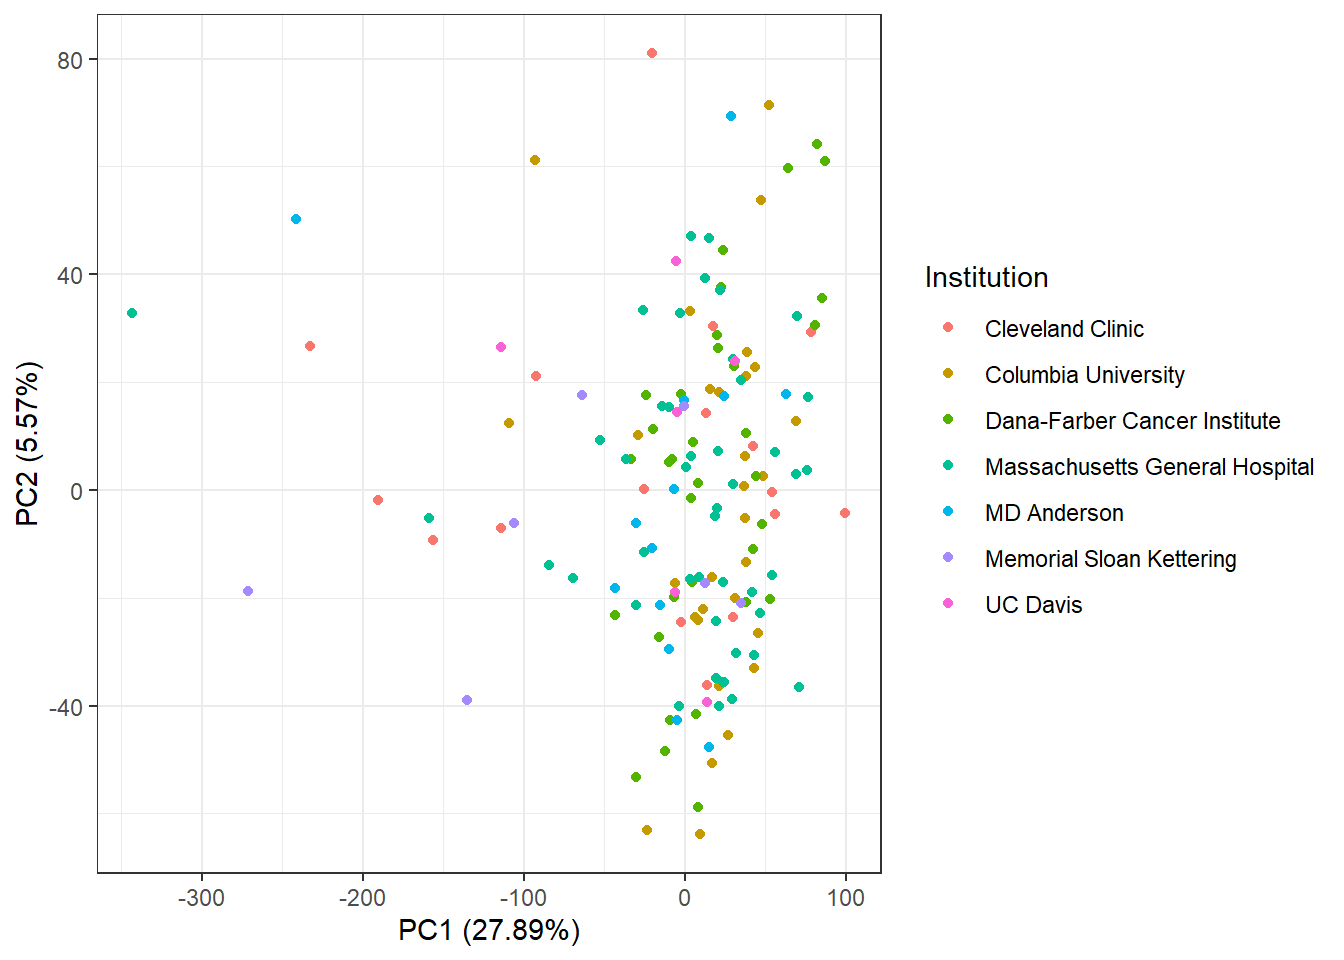 80
40
0
-40
PC2 (5.57%)
-300
-200
-100
0
100
PC1 (27.89%)
Institution
Cleveland Clinic
Columbia University
Dana-Farber Cancer Institute
Massachusetts General Hospital
MD Anderson
Memorial Sloan Kettering
UC Davis